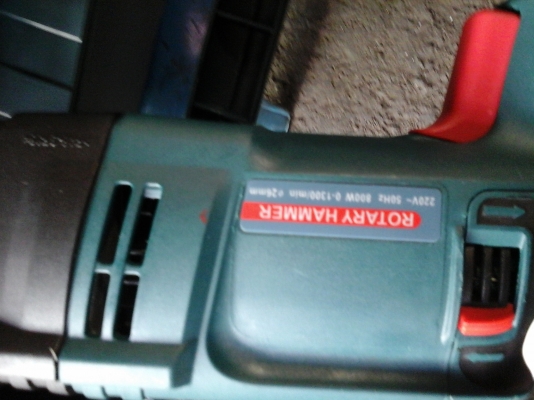 ROTARY HAMMER
220V~ 50Hz 800W 0-1300/min ⌀26mm